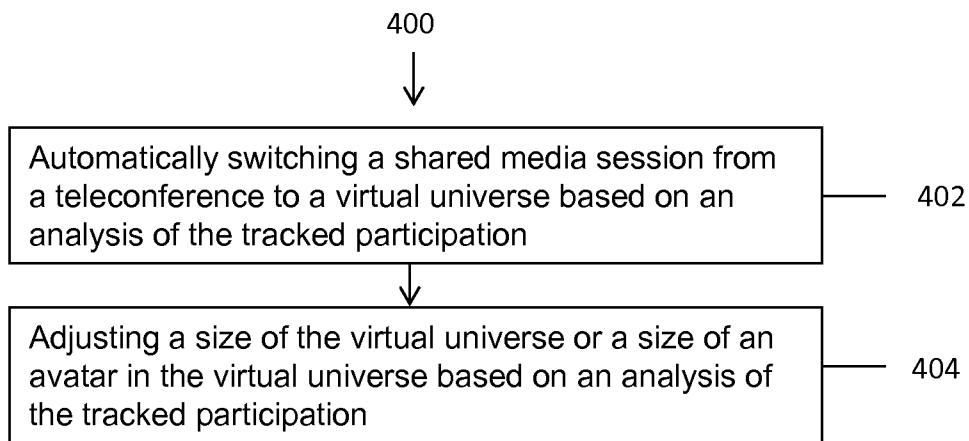 400
Automatically switching a shared media session from
a teleconference to a virtual universe based on an
analysis of the tracked participation
402
Adjusting a size of the virtual universe or a size of an
avatar in the virtual universe based on an analysis of
the tracked participation
404